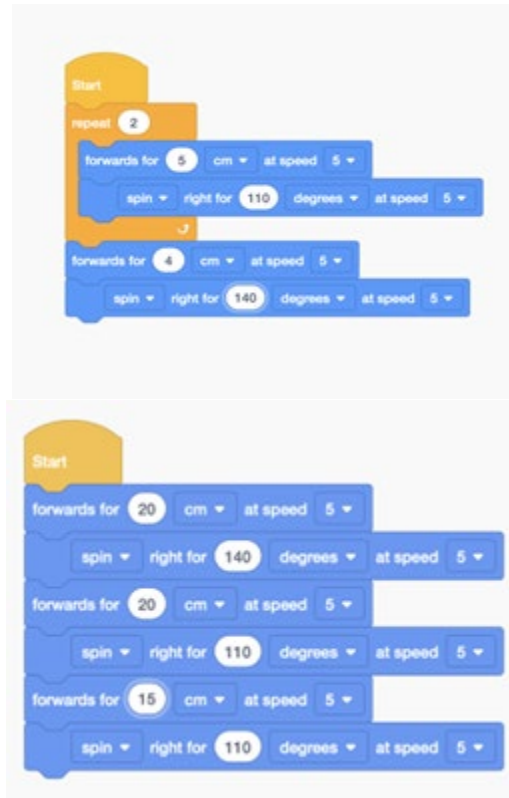 Start
repeat 2
forwards for 5 cm at speed 5
spin right for 110 degrees at speed 5
forwards for 4 cm at speed 5
spin right for 140 degrees at speed 5
Start
forwards for 20 cm at speed 5
spin right for 140 degrees at speed 5
forwards for 20 cm at speed 5
spin right for 110 degrees at speed 5
forwards for 15 cm at speed 5
spin right for 110 degrees at speed 5